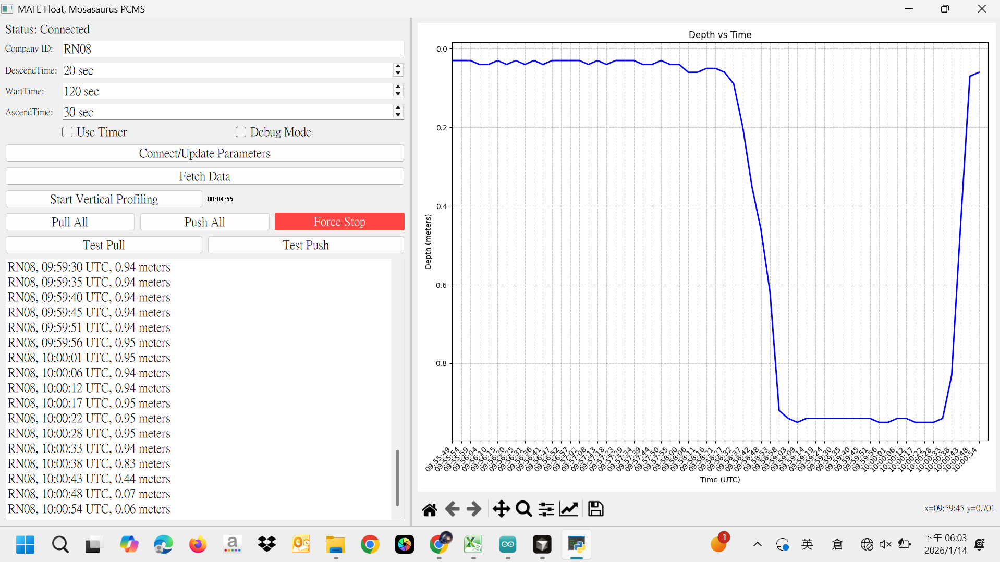 MATE Float, Mosasaurus PCMS
Status: Connected
Company ID: RN08
DescendTime: 20 sec
WaitTime: 120 sec
AscendTime: 30 sec
Use Timer Debug Mode
Connect/Update Parameters
Fetch Data
Start Vertical Profiling 00:04:55
Pull All Push All Force Stop
Test Pull Test Push
RN08, 09:59:30 UTC, 0.94 meters
RN08, 09:59:35 UTC, 0.94 meters
RN08, 09:59:40 UTC, 0.94 meters
RN08, 09:59:45 UTC, 0.94 meters
RN08, 09:59:51 UTC, 0.94 meters
RN08, 09:59:56 UTC, 0.95 meters
RN08, 10:00:01 UTC, 0.95 meters
RN08, 10:00:06 UTC, 0.94 meters
RN08, 10:00:12 UTC, 0.94 meters
RN08, 10:00:17 UTC, 0.95 meters
RN08, 10:00:22 UTC, 0.95 meters
RN08, 10:00:28 UTC, 0.95 meters
RN08, 10:00:33 UTC, 0.94 meters
RN08, 10:00:38 UTC, 0.83 meters
RN08, 10:00:43 UTC, 0.44 meters
RN08, 10:00:48 UTC, 0.07 meters
RN08, 10:00:54 UTC, 0.06 meters
Depth vs Time
Depth (meters)
0.0
0.2
0.4
0.6
0.8
09:55:49
09:55:54
09:55:59
09:56:04
09:56:10
09:56:15
09:56:20
09:56:25
09:56:31
09:56:36
09:56:41
09:56:47
09:56:52
09:56:57
09:57:02
09:57:08
09:57:13
09:57:18
09:57:23
09:57:29
09:57:34
09:57:39
09:57:44
09:57:50
09:57:55
09:58:00
09:58:06
09:58:11
09:58:16
09:58:21
09:58:27
09:58:32
09:58:37
09:58:42
09:58:48
09:58:53
09:58:58
09:59:03
09:59:09
09:59:14
09:59:19
09:59:24
09:59:30
09:59:35
09:59:40
09:59:45
09:59:51
09:59:56
10:00:01
10:00:06
10:00:12
10:00:17
10:00:22
10:00:28
10:00:33
10:00:38
10:00:43
10:00:48
10:00:54
Time (UTC)
x=09:59:45 y=0.701
a
1
英
倉
下午 06:03
2026/1/14